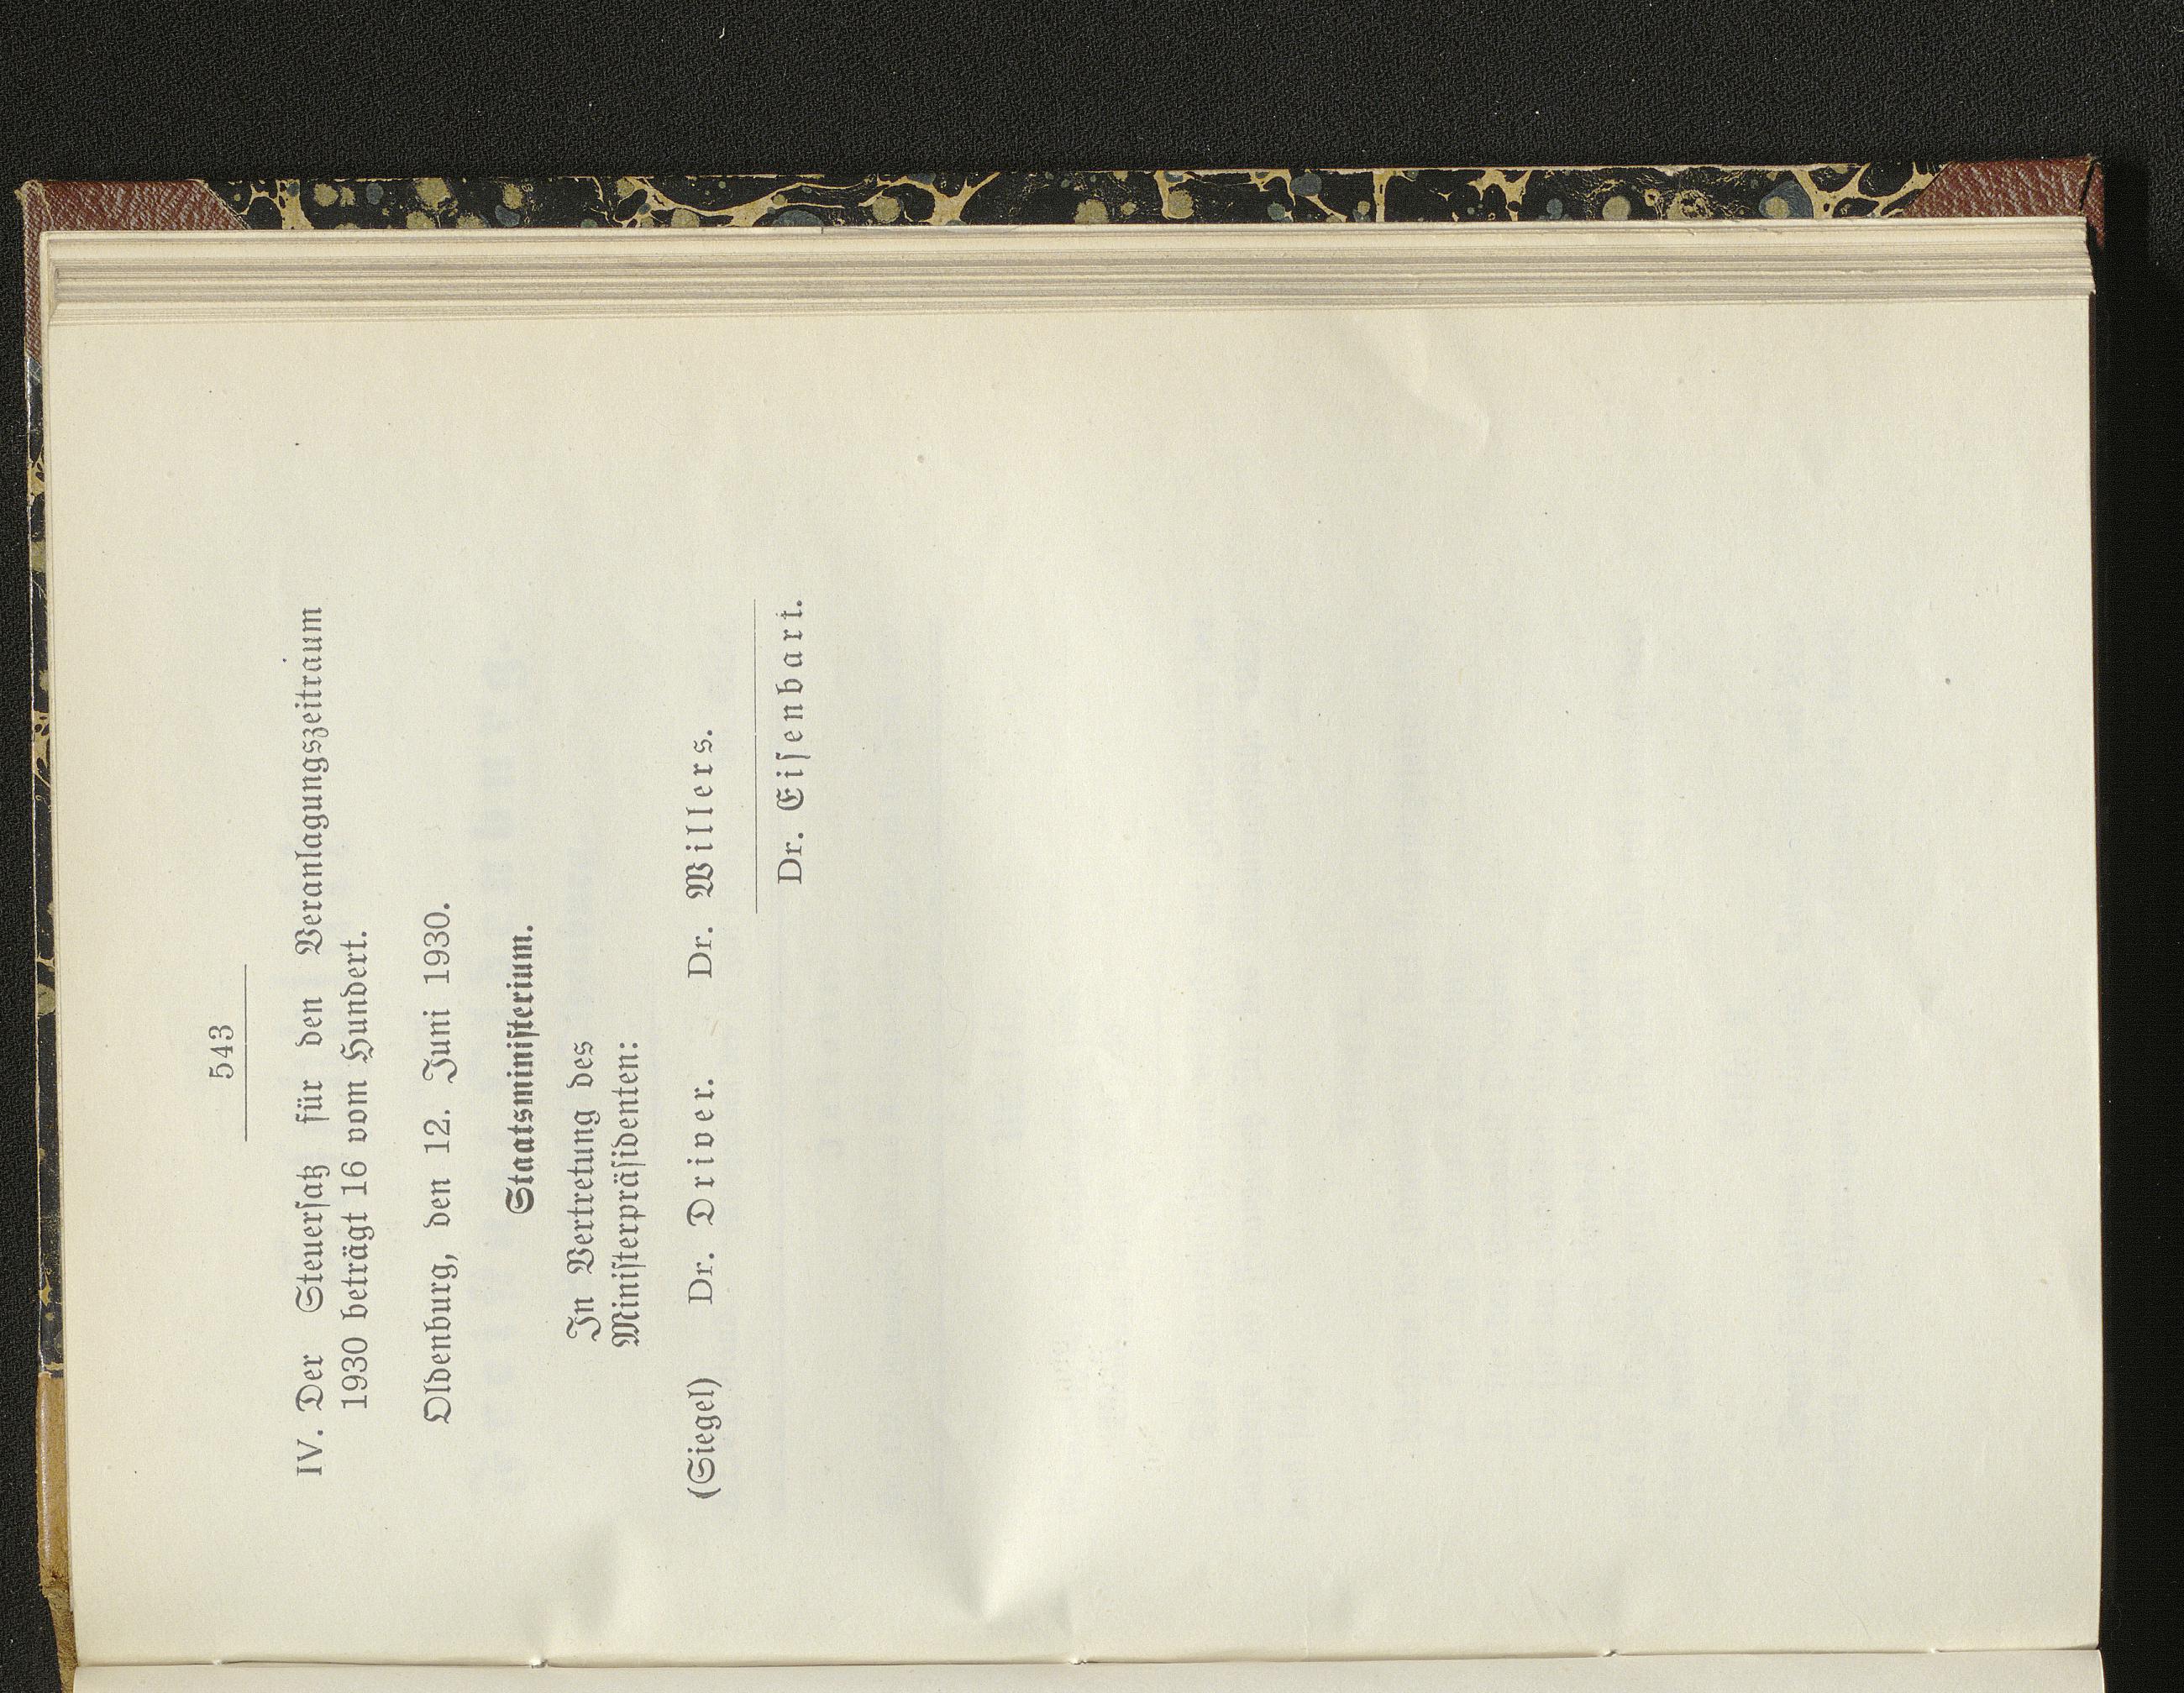 543
IV. Der Steuerſatz für den Veranlagungszeitraum
1930 beträgt 16 vom Hundert.
Oldenburg, den 12. Juni 1930.
Staatsminiſterium.
In Vertretung des
Miniſterpräſidenten:
(Siegel) Dr. Driver. Dr. Willers.
Dr. Eiſenbart.